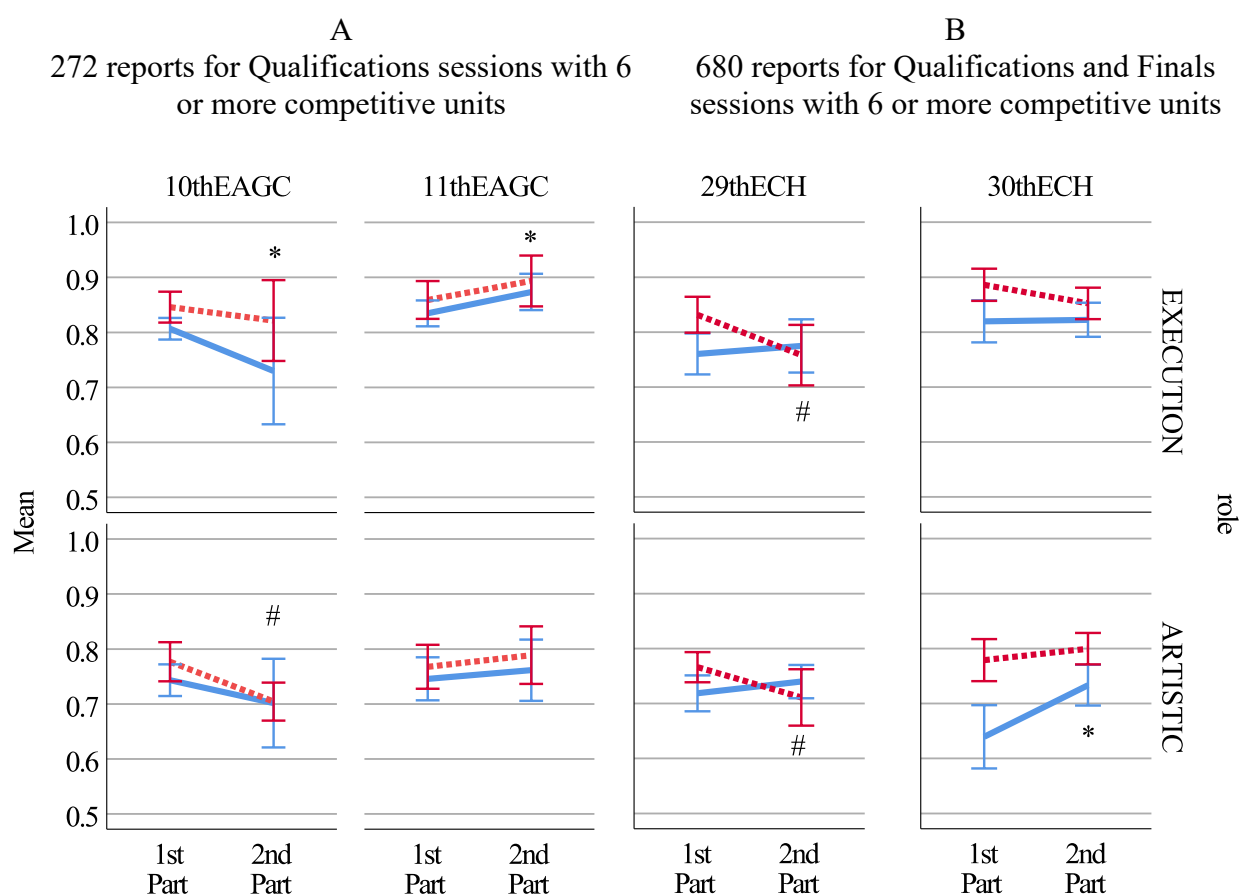 A
272 reports for Qualifications sessions with 6
or more competitive units
B
680 reports for Qualifications and Finals
sessions with 6 or more competitive units
10thEAGC
11thEAGC
29thECH
30thECH
1.0
0.9
0.8
0.7
0.6
0.5
*
*
#
EXECUTION
Mean
role
1.0
0.9
0.8
0.7
0.6
0.5
#
#
*
ARTISTIC
1st
Part
2nd
Part
1st
Part
2nd
Part
1st
Part
2nd
Part
1st
Part
2nd
Part